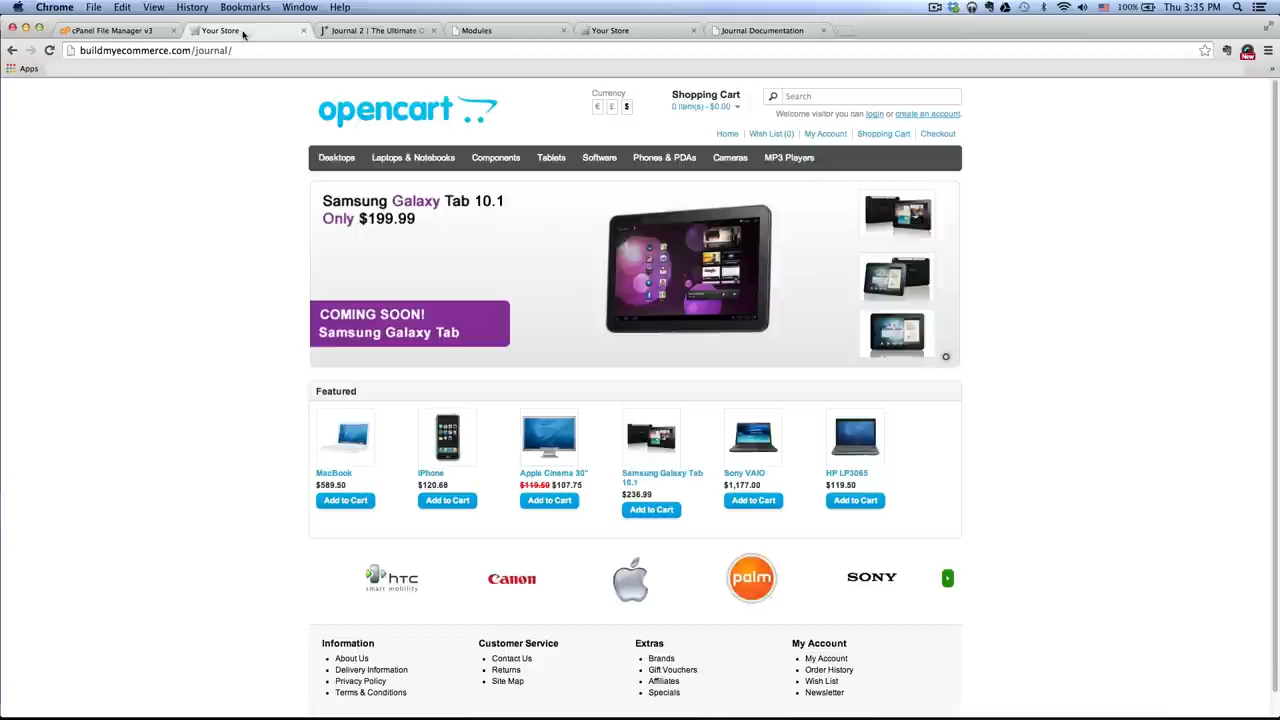 Chrome File Edit View History Bookmarks Window Help 100% Thu 3:35 PM
cPanel File Manager v3 Your Store Journal 2 | The Ultimate O Modules Your Store Journal Documentation
buildmyecommerce.com/journal/ New
Apps
opencart
Currency
€ £ $
Shopping Cart
0 item(s) - $0.00
Search
Welcome visitor you can login or create an account.
Home Wish List (0) My Account Shopping Cart Checkout
Desktops Laptops & Notebooks Components Tablets Software Phones & PDAs Cameras MP3 Players
Samsung Galaxy Tab 10.1
Only $199.99
COMING SOON!
Samsung Galaxy Tab
Featured
MacBook
$589.50
Add to Cart
iPhone
$120.68
Add to Cart
Apple Cinema 30"
$119.50 $107.75
Add to Cart
Samsung Galaxy Tab
10.1
$236.99
Add to Cart
Sony VAIO
$1,177.00
Add to Cart
HP LP3065
$119.50
Add to Cart
hTC
smart mobility
Canon
palm
SONY
Information
About Us
Delivery Information
Privacy Policy
Terms & Conditions
Customer Service
Contact Us
Returns
Site Map
Extras
Brands
Gift Vouchers
Affiliates
Specials
My Account
My Account
Order History
Wish List
Newsletter